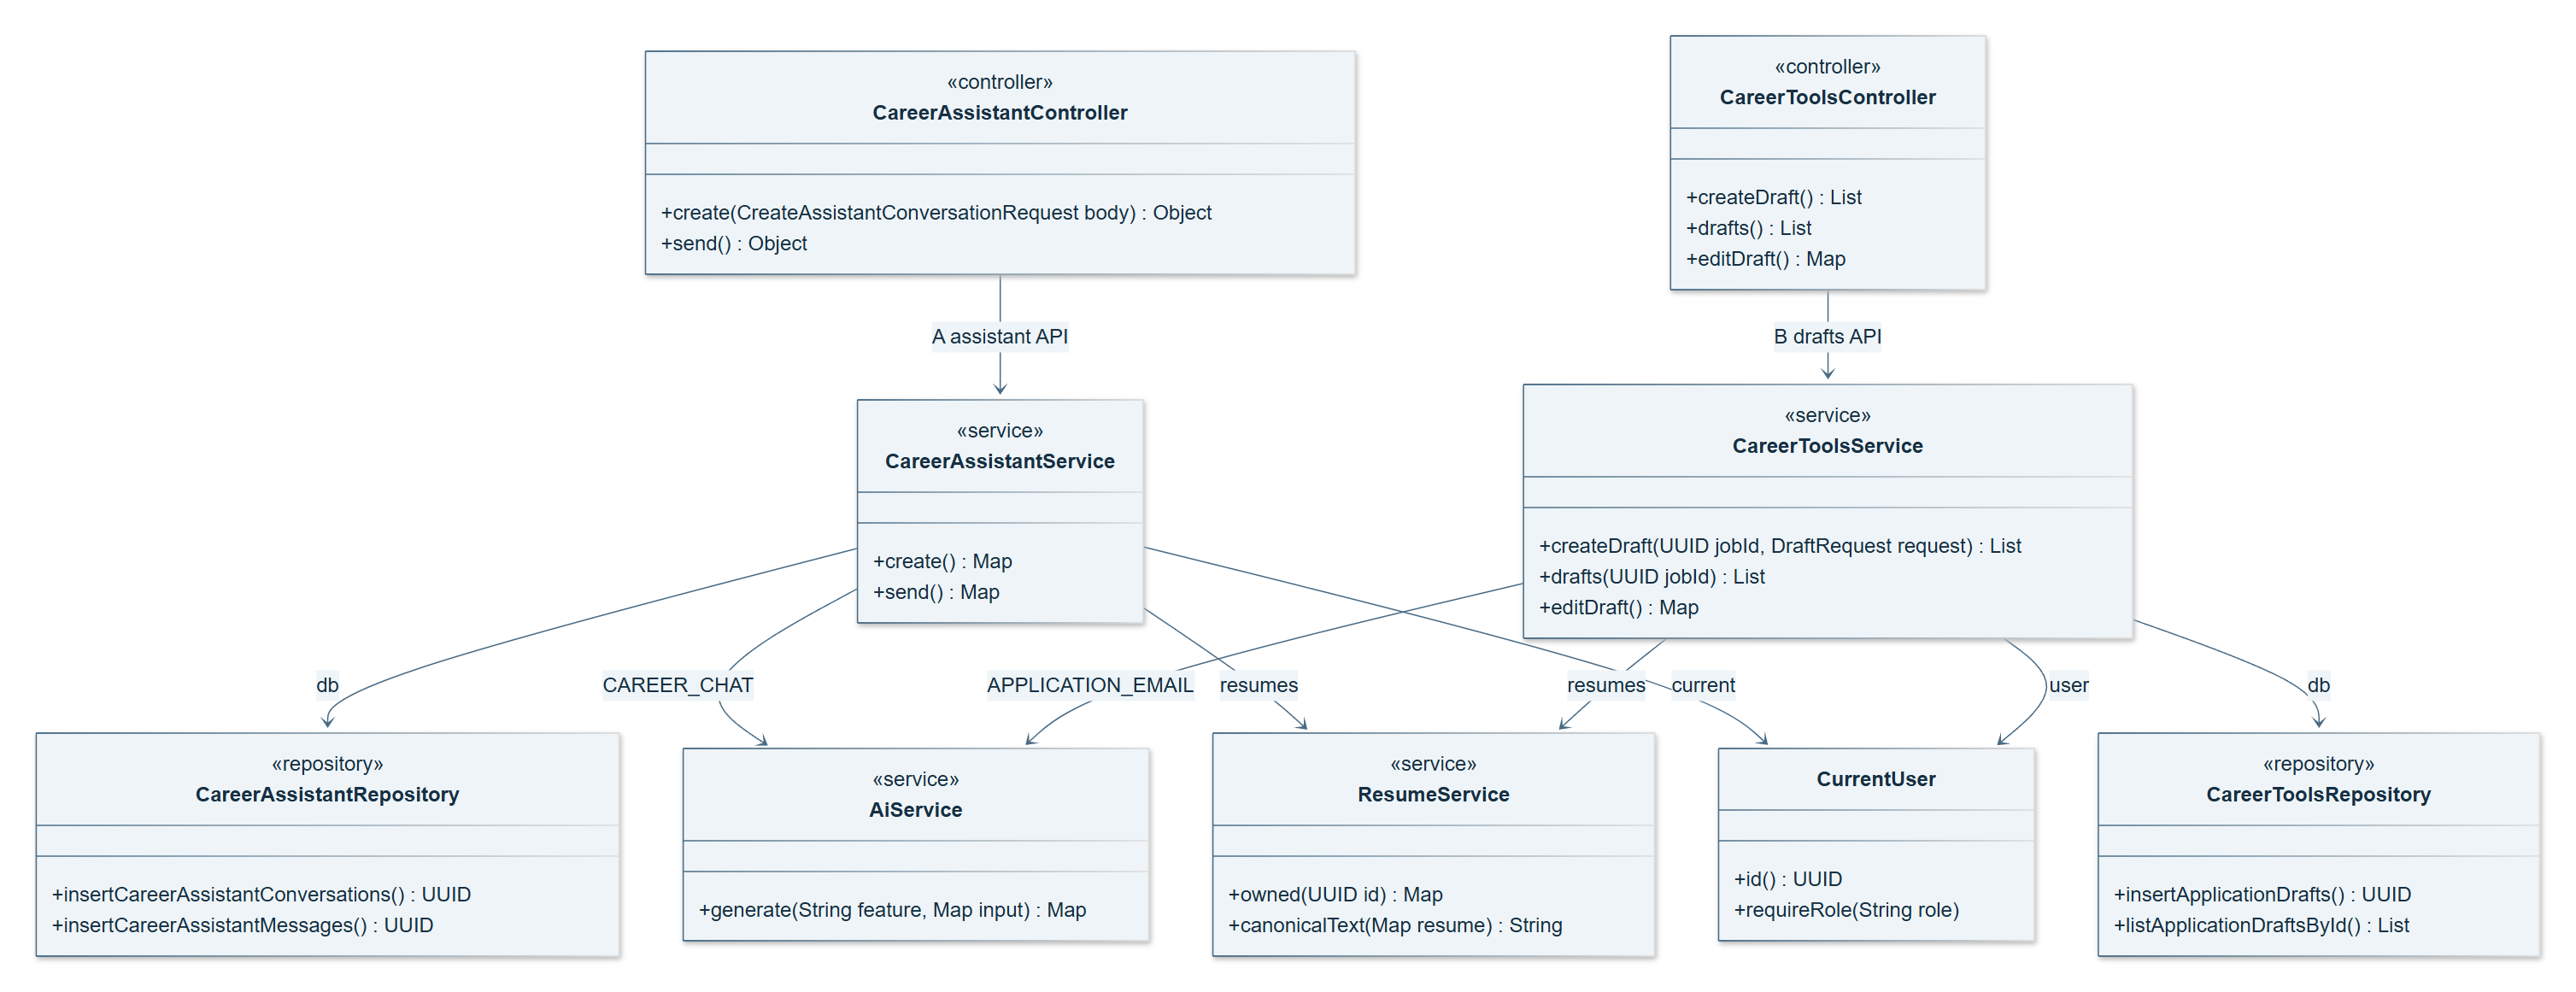 «controller»
CareerAssistantController
+create(CreateAssistantConversationRequest body) : Object
+send() : Object
«controller»
CareerToolsController
+createDraft() : List
+drafts() : List
+editDraft() : Map
A assistant API
B drafts API
«service»
CareerAssistantService
+create() : Map
+send() : Map
«service»
CareerToolsService
+createDraft(UUID jobId, DraftRequest request) : List
+drafts(UUID jobId) : List
+editDraft() : Map
db
CAREER_CHAT
APPLICATION_EMAIL
resumes
resumes
current
user
db
«repository»
CareerAssistantRepository
+insertCareerAssistantConversations() : UUID
+insertCareerAssistantMessages() : UUID
«service»
AiService
+generate(String feature, Map input) : Map
«service»
ResumeService
+owned(UUID id) : Map
+canonicalText(Map resume) : String
CurrentUser
+id() : UUID
+requireRole(String role)
«repository»
CareerToolsRepository
+insertApplicationDrafts() : UUID
+listApplicationDraftsById() : List